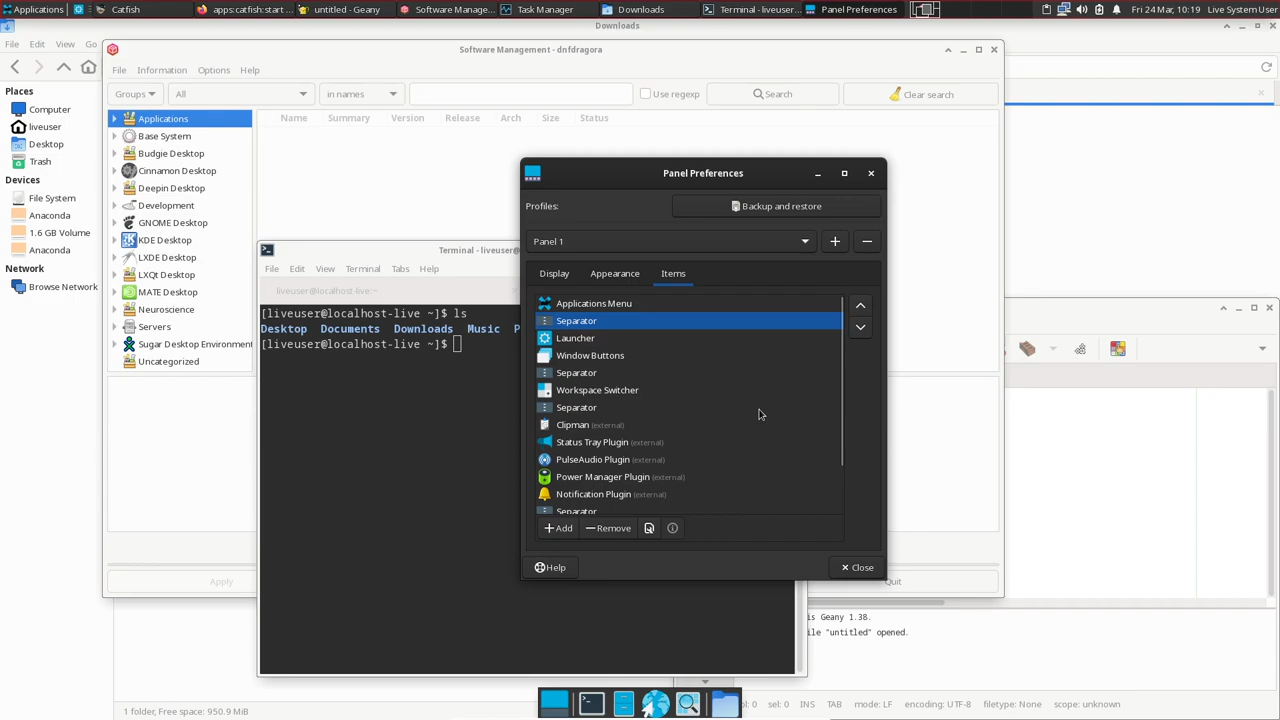 Applications
Catfish
apps:catfish:start ...
untitled - Geany
Software Manage...
Task Manager
Downloads
Terminal - liveuser...
Panel Preferences
Fri 24 Mar, 10:19
Live System User
Downloads
File Edit View Go
Places
Computer
liveuser
Desktop
Trash
Devices
File System
Anaconda
1.6 GB Volume
Anaconda
Network
Browse Network
1 folder, Free space: 950.9 MiB
Software Management - dnfdragora
File Information Options Help
Groups All in names Use regexp Search Clear search
Name Summary Version Release Arch Size Status
Applications
Base System
Budgie Desktop
Cinnamon Desktop
Deepin Desktop
Development
GNOME Desktop
KDE Desktop
LXDE Desktop
LXQt Desktop
MATE Desktop
Neuroscience
Servers
Sugar Desktop Environment
Uncategorized
Apply
Quit
Terminal - liveuser@
File Edit View Terminal Tabs Help
liveuser@localhost-live:~
[liveuser@localhost-live ~]$ ls
Desktop Documents Downloads Music P
[liveuser@localhost-live ~]$
Panel Preferences
Profiles: Backup and restore
Panel 1
Display Appearance Items
Applications Menu
Separator
Launcher
Window Buttons
Separator
Workspace Switcher
Separator
Clipman (external)
Status Tray Plugin (external)
PulseAudio Plugin (external)
Power Manager Plugin (external)
Notification Plugin (external)
Separator
Add Remove
Help Close
is Geany 1.38.
ile "untitled" opened.
: 0 sel: 0 INS TAB mode: LF encoding: UTF-8 filetype: None scope: unknown